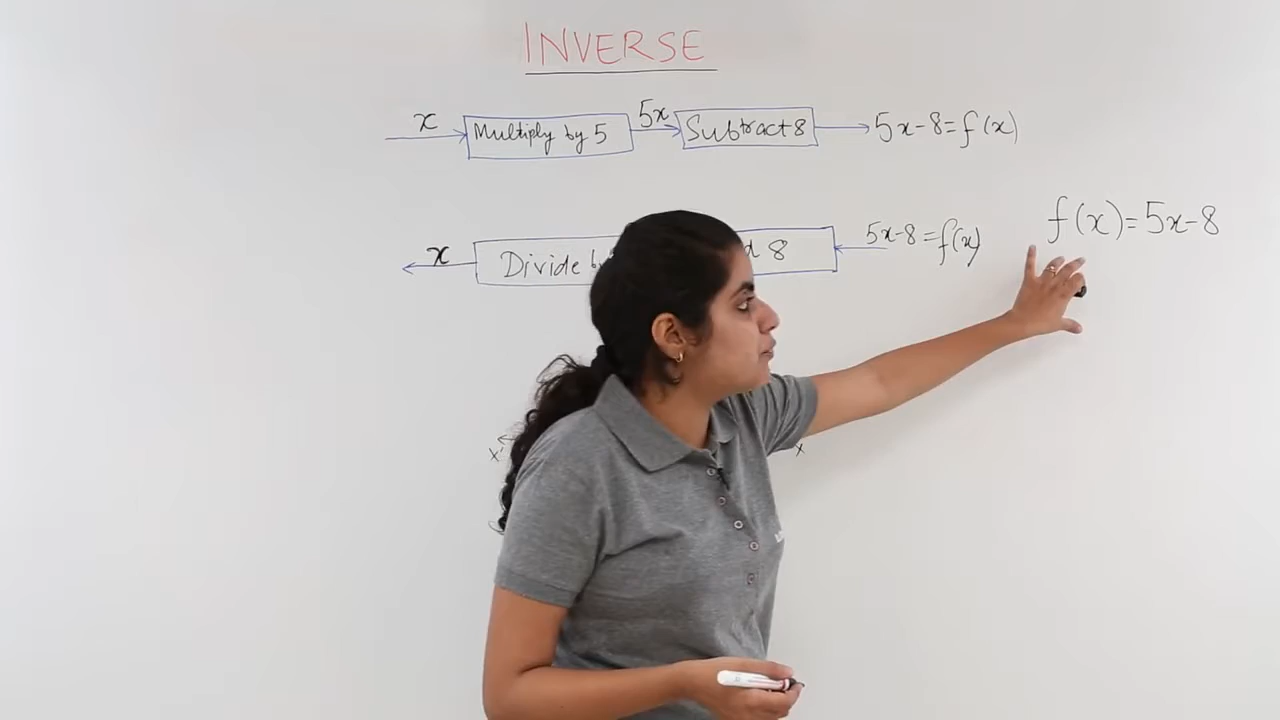 INVERSE
x Multiply by 5 5x Subtract 8 5x-8=f(x)
f(x)=5x-8
x Divide 8 5x-8=f(x)
x' x